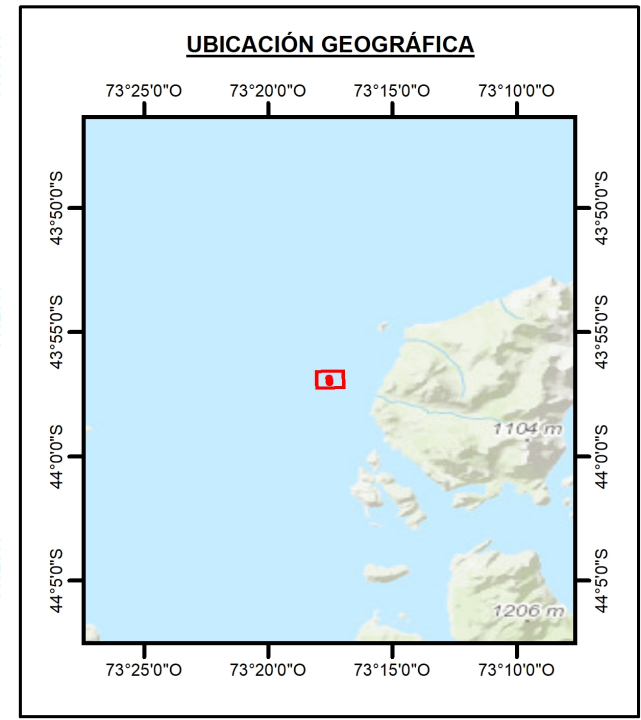 UBICACIÓN GEOGRÁFICA
73°25'0"O 73°20'0"O 73°15'0"O 73°10'0"O
43°50'0"S 43°50'0"S
43°55'0"S 43°55'0"S
1104 m
44°0'0"S 44°0'0"S
44°5'0"S 44°5'0"S
1206 m
73°25'0"O 73°20'0"O 73°15'0"O 73°10'0"O